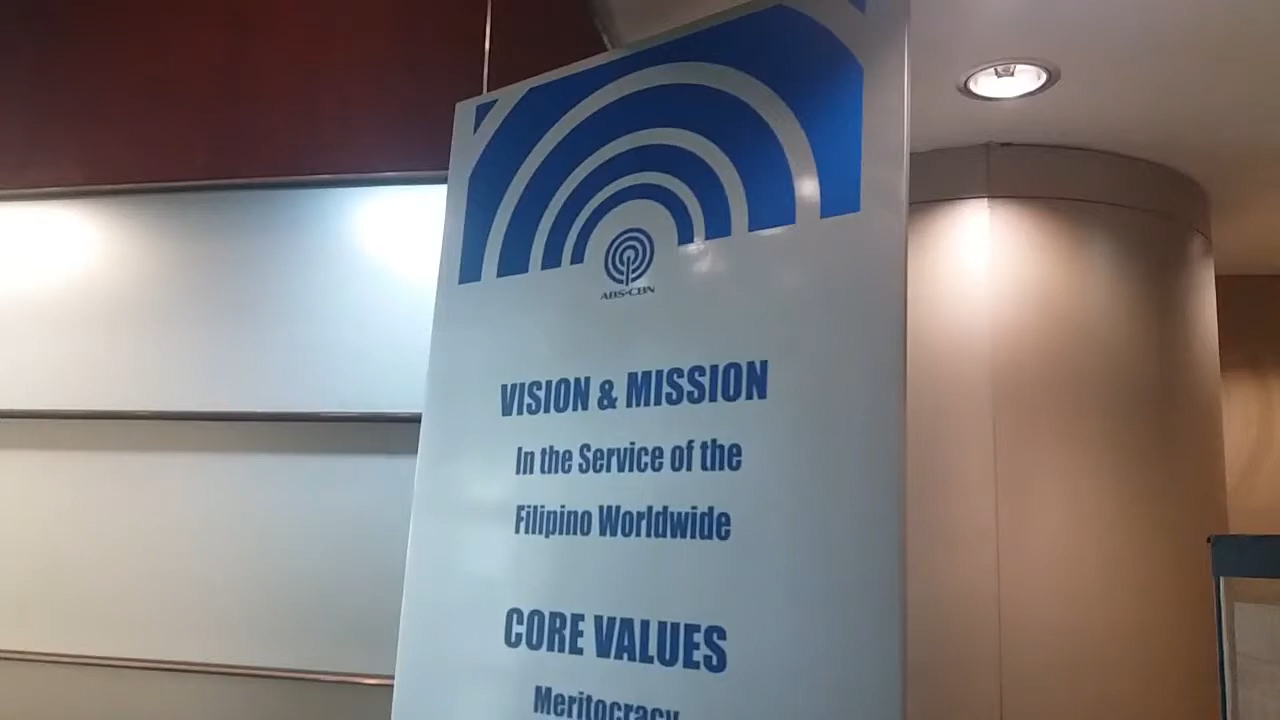 ABS-CBN
VISION & MISSION
In the Service of the
Filipino Worldwide
CORE VALUES
Meritocracy